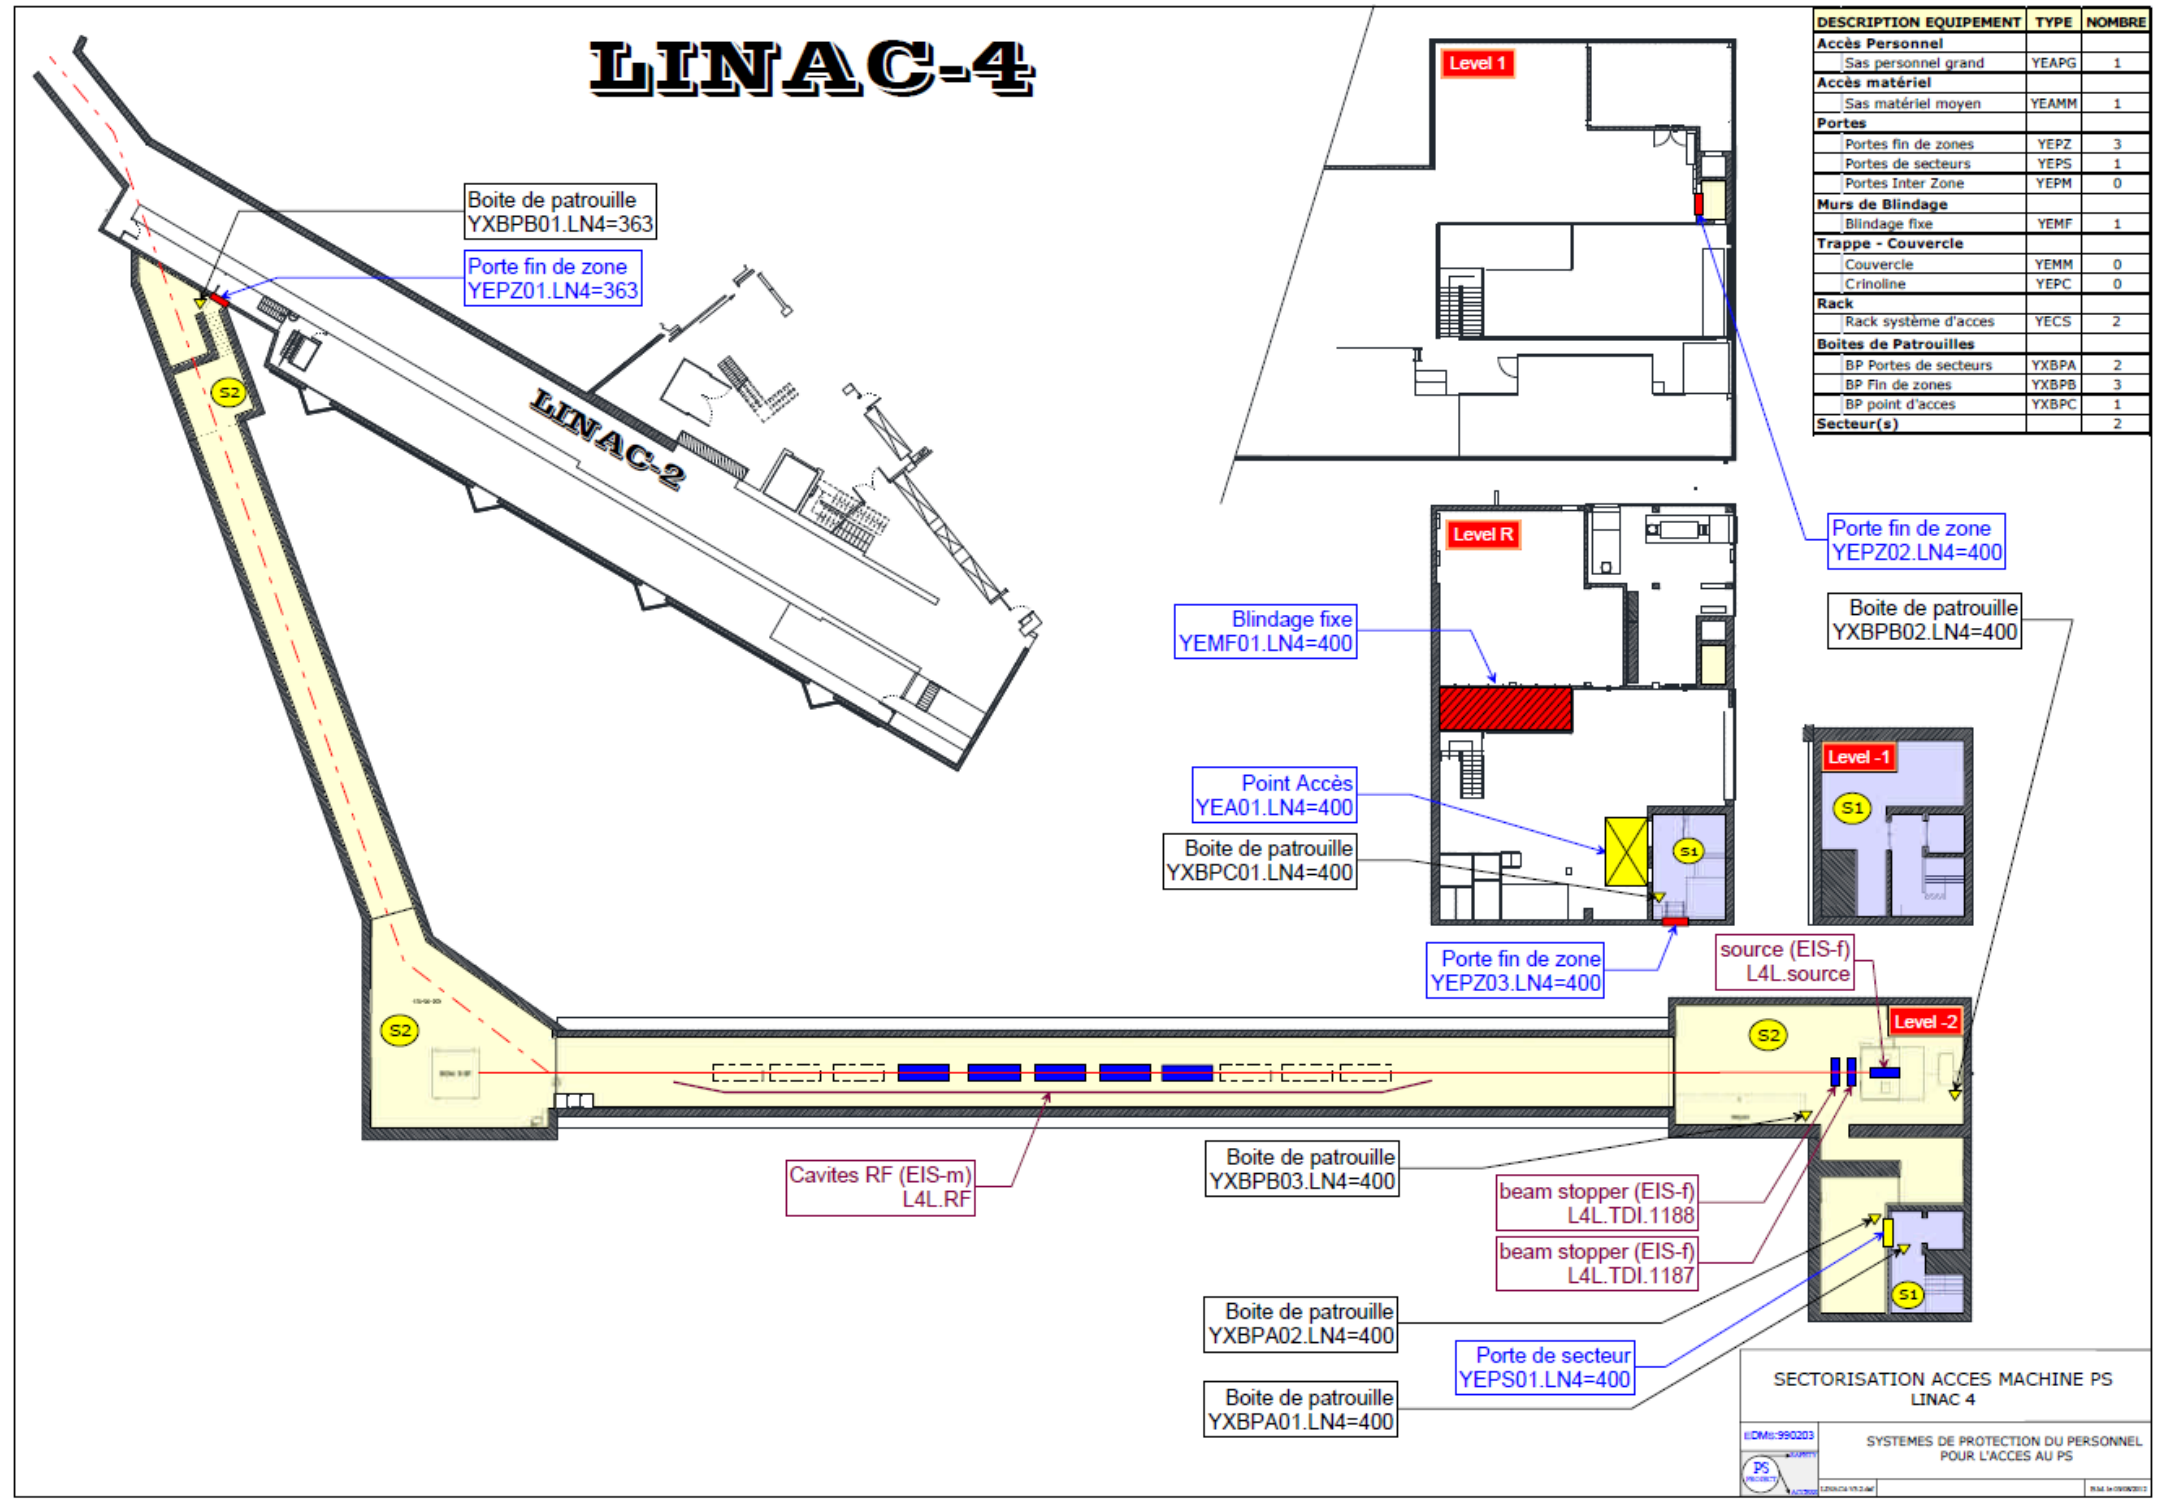 LINAC-4
Boite de patrouille
YXBPB01.LN4=363
Porte fin de zone
YEPZ01.LN4=363
S2
LINAC-2
Level 1
DESCRIPTION EQUIPEMENT TYPE NOMBRE
Accès Personnel
Sas personnel grand YEAPG 1
Accès matériel
Sas matériel moyen YEAMM 1
Portes
Portes fin de zones YEPZ 3
Portes de secteurs YEPS 1
Portes Inter Zone YEPM 0
Murs de Blindage
Blindage fixe YEMF 1
Trappe - Couvercle
Couvercle YEMM 0
Crinoline YEPC 0
Rack
Rack système d'acces YECS 2
Boites de Patrouilles
BP Portes de secteurs YXBPA 2
BP Fin de zones YXBPB 3
BP point d'acces YXBPC 1
Secteur(s) 2
Level R
Porte fin de zone
YEPZ02.LN4=400
Boite de patrouille
YXBPB02.LN4=400
Blindage fixe
YEMF01.LN4=400
Point Accès
YEA01.LN4=400
Boite de patrouille
YXBPC01.LN4=400
S1
Level -1
S1
Porte fin de zone
YEPZ03.LN4=400
source (EIS-f)
L4L.source
S2
S2
Level -2
Cavites RF (EIS-m)
L4L.RF
Boite de patrouille
YXBPB03.LN4=400
beam stopper (EIS-f)
L4L.TDI.1188
beam stopper (EIS-f)
L4L.TDI.1187
S1
Boite de patrouille
YXBPA02.LN4=400
Porte de secteur
YEPS01.LN4=400
Boite de patrouille
YXBPA01.LN4=400
SECTORISATION ACCES MACHINE PS
LINAC 4
EDMS:990203
SYSTEMES DE PROTECTION DU PERSONNEL
POUR L'ACCES AU PS
PS
PROJECT